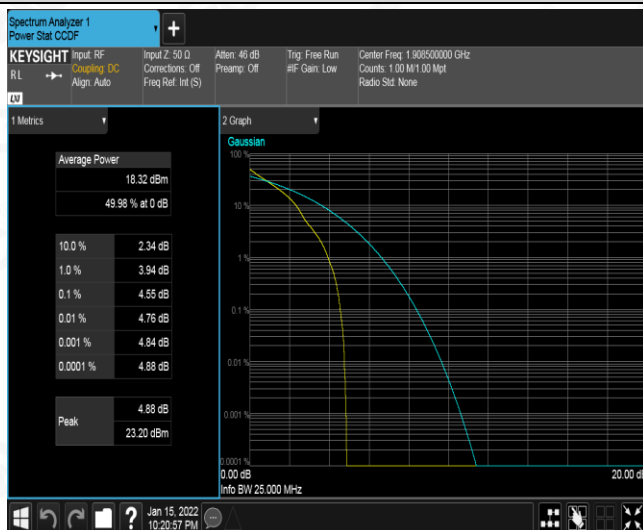 Spectrum Analyzer 1
Power Stat CCDF
+
KEYSIGHT
RL
LXI
Input: RF
Coupling: DC
Align: Auto
Input Z: 50 Ω
Corrections: Off
Freq Ref: Int (S)
Atten: 46 dB
Preamp: Off
Trig: Free Run
#IF Gain: Low
Center Freq: 1.908500000 GHz
Counts: 1.00 M/1.00 Mpt
Radio Std: None
1 Metrics
Average Power
18.32 dBm
49.98 % at 0 dB
10.0 % 2.34 dB
1.0 % 3.94 dB
0.1 % 4.55 dB
0.01 % 4.76 dB
0.001 % 4.84 dB
0.0001 % 4.88 dB
Peak
4.88 dB
23.20 dBm
2 Graph
Gaussian
100 %
10 %
1 %
0.1 %
0.01 %
0.001 %
0.0001 %
0.00 dB
20.00 dB
Info BW 25.000 MHz
?
Jan 15, 2022
10:20:57 PM